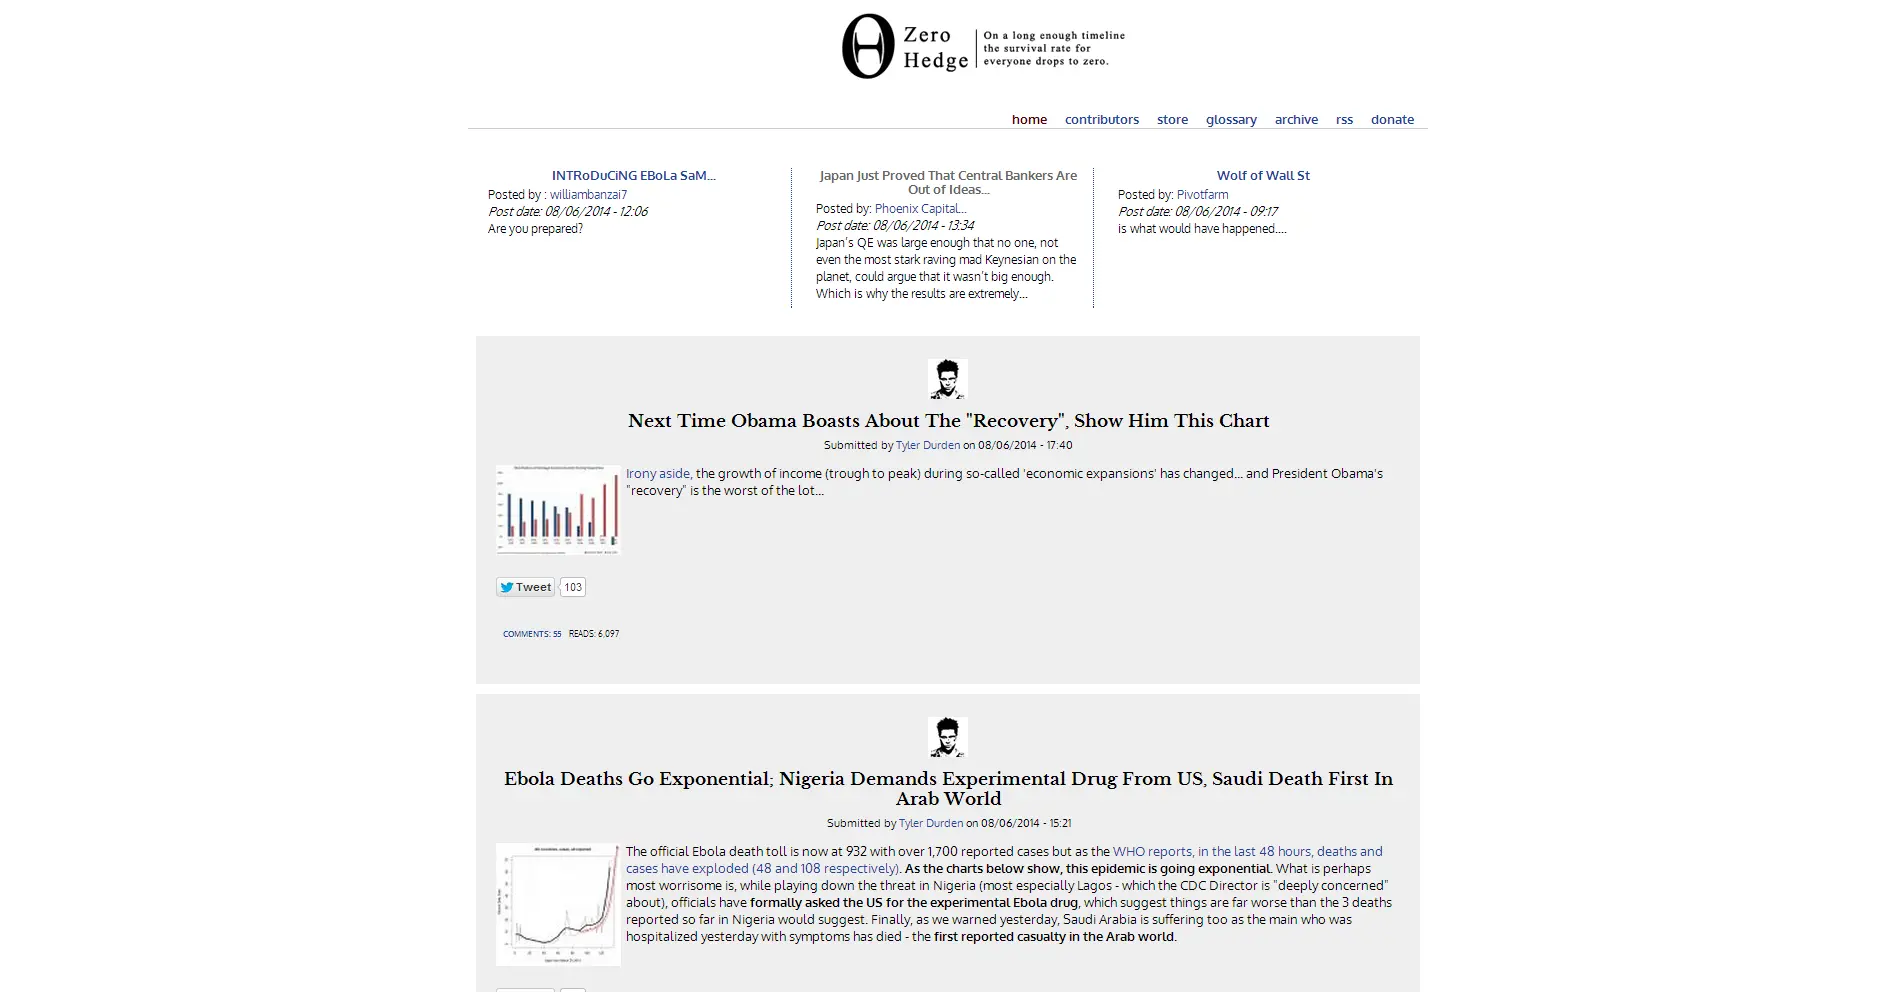 Zero
Hedge
On a long enough timeline
the survival rate for
everyone drops to zero.
home contributors store glossary archive rss donate
INTRoDuCiNG EBoLa SaM...
Posted by : williambanzai7
Post date: 08/06/2014 - 12:06
Are you prepared?
Japan Just Proved That Central Bankers Are
Out of Ideas...
Posted by: Phoenix Capital...
Post date: 08/06/2014 - 13:34
Japan's QE was large enough that no one, not
even the most stark raving mad Keynesian on the
planet, could argue that it wasn't big enough.
Which is why the results are extremely...
Wolf of Wall St
Posted by: Pivotfarm
Post date: 08/06/2014 - 09:17
is what would have happened....
Next Time Obama Boasts About The "Recovery", Show Him This Chart
Submitted by Tyler Durden on 08/06/2014 - 17:40
Irony aside, the growth of income (trough to peak) during so-called 'economic expansions' has changed... and President Obama's
"recovery" is the worst of the lot...
Tweet 103
COMMENTS: 55 READS: 6,097
Ebola Deaths Go Exponential; Nigeria Demands Experimental Drug From US, Saudi Death First In
Arab World
Submitted by Tyler Durden on 08/06/2014 - 15:21
The official Ebola death toll is now at 932 with over 1,700 reported cases but as the WHO reports, in the last 48 hours, deaths and
cases have exploded (48 and 108 respectively). As the charts below show, this epidemic is going exponential. What is perhaps
most worrisome is, while playing down the threat in Nigeria (most especially Lagos - which the CDC Director is "deeply concerned"
about), officials have formally asked the US for the experimental Ebola drug, which suggest things are far worse than the 3 deaths
reported so far in Nigeria would suggest. Finally, as we warned yesterday, Saudi Arabia is suffering too as the main who was
hospitalized yesterday with symptoms has died - the first reported casualty in the Arab world.